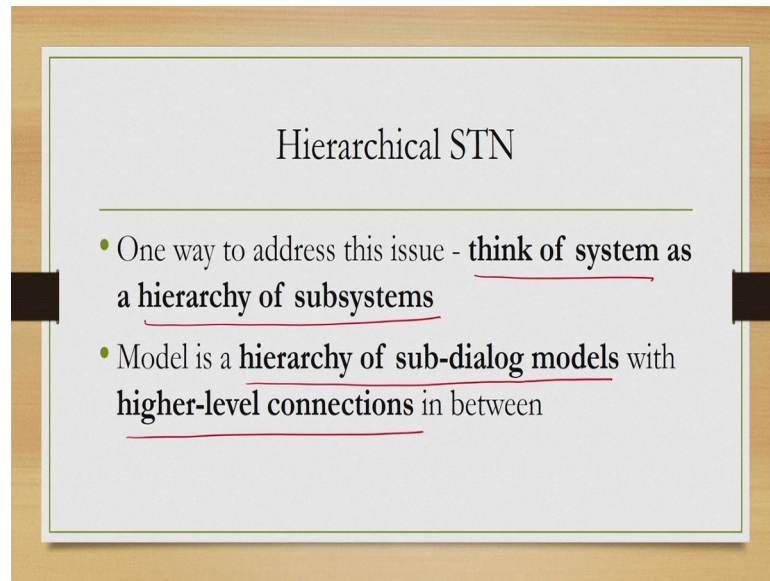 Hierarchical STN
• One way to address this issue - think of system as
a hierarchy of subsystems
• Model is a hierarchy of sub-dialog models with
higher-level connections in between